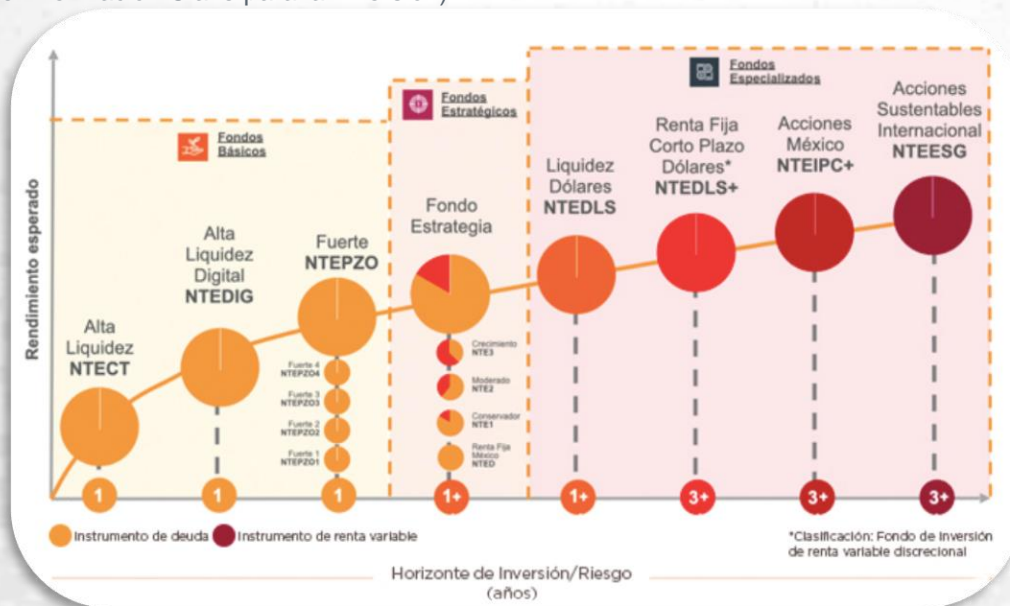 Fondos
Básicos
Fondos
Estratégicos
Fondos
Especializados
Rendimiento esperado
Alta
Liquidez
NTECT
Alta
Liquidez
Digital
NTEDIG
Fuerte
NTEPZO
Fuerte 4
NTEPZO4
Fuerte 3
NTEPZO3
Fuerte 2
NTEPZO2
Fuerte 1
NTEPZO1
Fondo
Estrategia
Crecimiento
NTE3
Moderado
NTE2
Conservador
NTE1
Renta Fija
México
NTED
Liquidez
Dólares
NTEDLS
Renta Fija
Corto Plazo
Dólares*
NTEDLS+
Acciones
México
NTEIPC+
Acciones
Sustentables
Internacional
NTEESG
1 1 1 1+ 1+ 3+ 3+ 3+
Instrumento de deuda Instrumento de renta variable
*Clasificación: Fondo de Inversión
de renta variable discrecional
Horizonte de Inversión/Riesgo
(años)